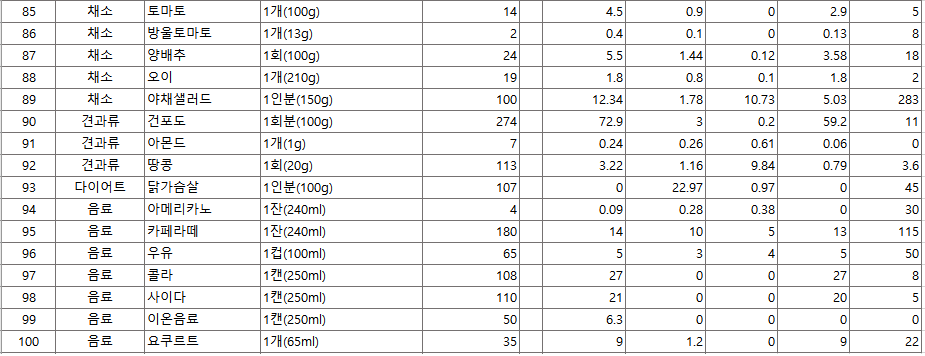 85 채소 토마토 1개(100g) 14 4.5 0.9 0 2.9 5
86 채소 방울토마토 1개(13g) 2 0.4 0.1 0 0.13 8
87 채소 양배추 1회(100g) 24 5.5 1.44 0.12 3.58 18
88 채소 오이 1개(210g) 19 1.8 0.8 0.1 1.8 2
89 채소 야채샐러드 1인분(150g) 100 12.34 1.78 10.73 5.03 283
90 견과류 건포도 1회분(100g) 274 72.9 3 0.2 59.2 11
91 견과류 아몬드 1개(1g) 7 0.24 0.26 0.61 0.06 0
92 견과류 땅콩 1회(20g) 113 3.22 1.16 9.84 0.79 3.6
93 다이어트 닭가슴살 1인분(100g) 107 0 22.97 0.97 0 45
94 음료 아메리카노 1잔(240ml) 4 0.09 0.28 0.38 0 30
95 음료 카페라떼 1잔(240ml) 180 14 10 5 13 115
96 음료 우유 1컵(100ml) 65 5 3 4 5 50
97 음료 콜라 1캔(250ml) 108 27 0 0 27 8
98 음료 사이다 1캔(250ml) 110 21 0 0 20 5
99 음료 이온음료 1캔(250ml) 50 6.3 0 0 0 0
100 음료 요쿠르트 1개(65ml) 35 9 1.2 0 9 22